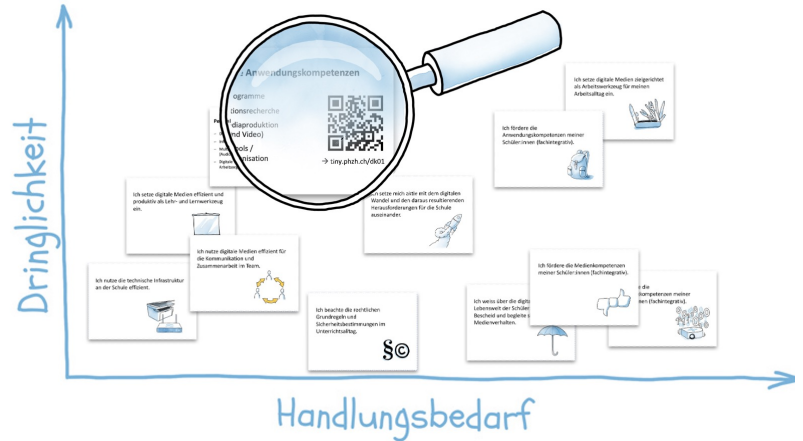 Dringlichkeit
Anwendungskompetenzen
ogramme
tionsrecherche
diaproduktion
nd Video)
ools /
nisation
→ tiny.phzh.ch/dk01
Ich setze digitale Medien zielgerichtet
als Arbeitswerkzeug für meinen
Arbeitsalltag ein.
Ich fördere die
Anwendungskompetenzen meiner
Schüler:innen (fachintegrativ).
Ich setze digitale Medien effizient und
produktiv als Lehr- und Lernwerkzeug
ein.
Ich setze mich aktiv mit dem digitalen
Wandel und den daraus resultierenden
Herausforderungen für die Schule
auseinander.
Ich nutze digitale Medien effizient für
die Kommunikation und
Zusammenarbeit im Team.
Ich nutze die technische Infrastruktur
an der Schule effizient.
Ich beachte die rechtlichen
Grundregeln und
Sicherheitsbestimmungen im
Unterrichtsalltag.
§©
Ich weiss über die digit
Lebenswelt der Schüler
Bescheid und begleite s
Medienverhalten.
Ich fördere die Medienkompetenzen
meiner Schüler:innen (fachintegrativ).
e die
kompetenzen meiner
nen (fachintegrativ).
Handlungsbedarf